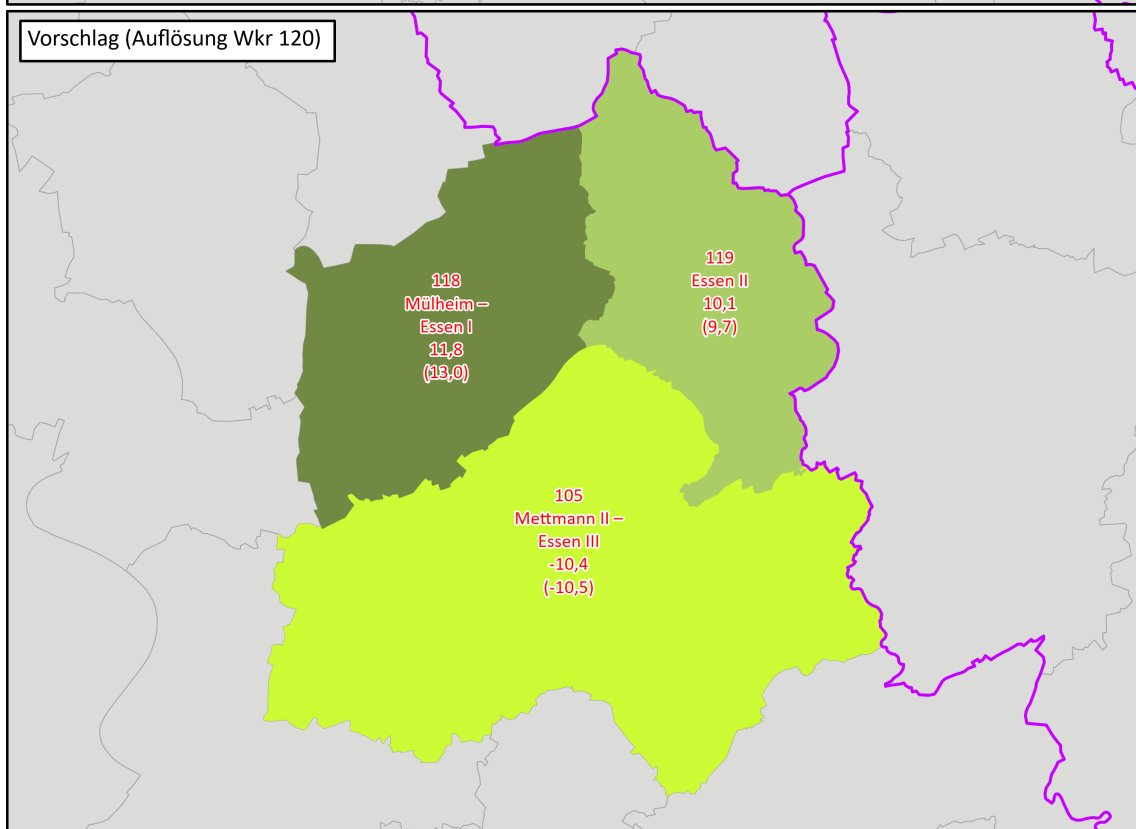 Vorschlag (Auflösung Wkr 120)
118
Mülheim –
Essen I
11,8
(13,0)
119
Essen II
10,1
(9,7)
105
Mettmann II –
Essen III
-10,4
(-10,5)